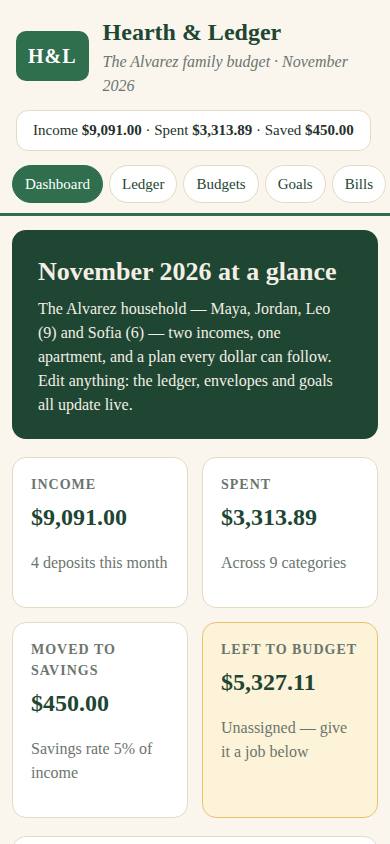 H&L
Hearth & Ledger
The Alvarez family budget · November
2026
Income $9,091.00 · Spent $3,313.89 · Saved $450.00
Dashboard Ledger Budgets Goals Bills
November 2026 at a glance
The Alvarez household — Maya, Jordan, Leo
(9) and Sofia (6) — two incomes, one
apartment, and a plan every dollar can follow.
Edit anything: the ledger, envelopes and goals
all update live.
INCOME
$9,091.00
4 deposits this month
SPENT
$3,313.89
Across 9 categories
MOVED TO
SAVINGS
$450.00
Savings rate 5% of
income
LEFT TO BUDGET
$5,327.11
Unassigned — give
it a job below